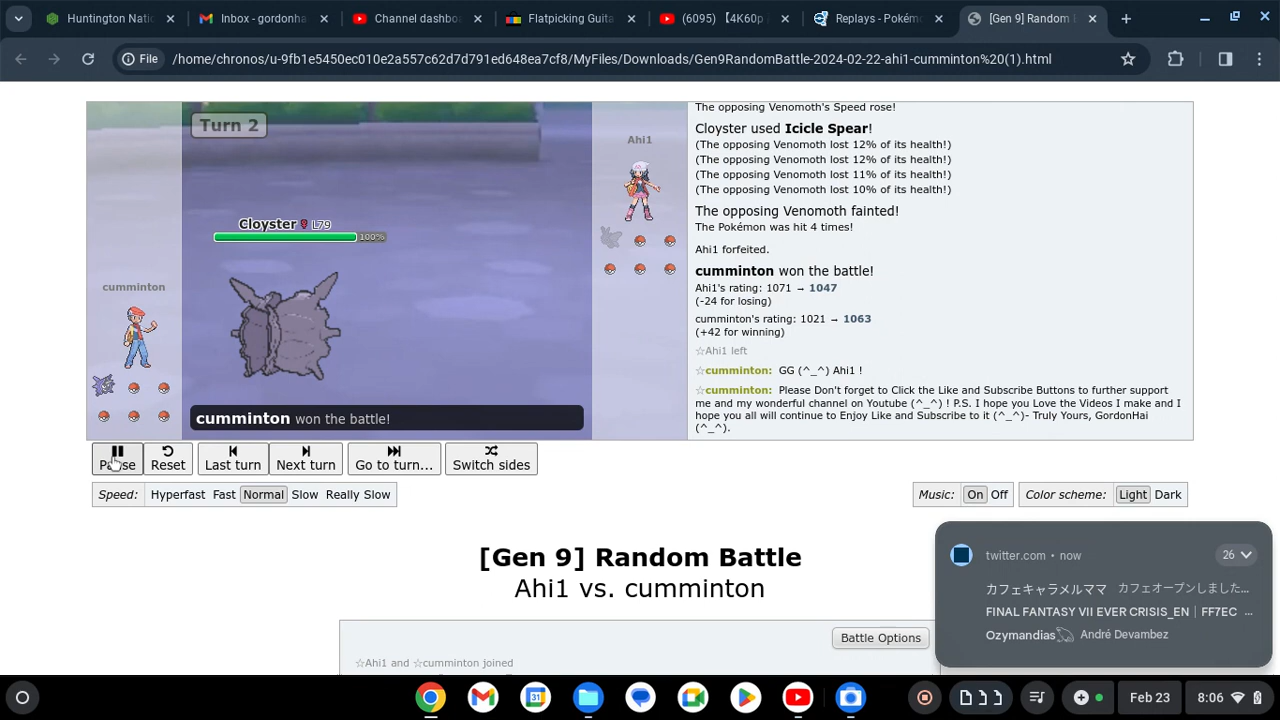 Huntington Natio
Inbox - gordonha
Channel dashbo
Flatpicking Guita
(6095) 【4K60p
Replays - Pokém
[Gen 9] Random
File
/home/chronos/u-9fb1e5450ec010e2a557c62d7d791ed648ea7cf8/MyFiles/Downloads/Gen9RandomBattle-2024-02-22-ahi1-cumminton%20(1).html
Turn 2
Cloyster L79
100%
cumminton
cumminton won the battle!
Ahi1
The opposing Venomoth's Speed rose!
Cloyster used Icicle Spear!
(The opposing Venomoth lost 12% of its health!)
(The opposing Venomoth lost 12% of its health!)
(The opposing Venomoth lost 11% of its health!)
(The opposing Venomoth lost 10% of its health!)
The opposing Venomoth fainted!
The Pokémon was hit 4 times!
Ahi1 forfeited.
cumminton won the battle!
Ahi1's rating: 1071 → 1047
(-24 for losing)
cumminton's rating: 1021 → 1063
(+42 for winning)
☆Ahi1 left
☆cumminton: GG (^_^) Ahi1 !
☆cumminton: Please Don't forget to Click the Like and Subscribe Buttons to further support
me and my wonderful channel on Youtube (^_^) ! P.S. I hope you Love the Videos I make and I
hope you all will continue to Enjoy Like and Subscribe to it (^_^)- Truly Yours, GordonHai
(^_^).
Pause
Reset
Last turn
Next turn
Go to turn...
Switch sides
Speed: Hyperfast Fast Normal Slow Really Slow
Music: On Off
Color scheme: Light Dark
[Gen 9] Random Battle
Ahi1 vs. cumminton
Battle Options
☆Ahi1 and ☆cumminton joined
twitter.com • now
26
カフェキャラメルママ カフェオープンしました...
FINAL FANTASY VII EVER CRISIS_EN｜FF7EC ...
Ozymandias André Devambez
Feb 23
8:06